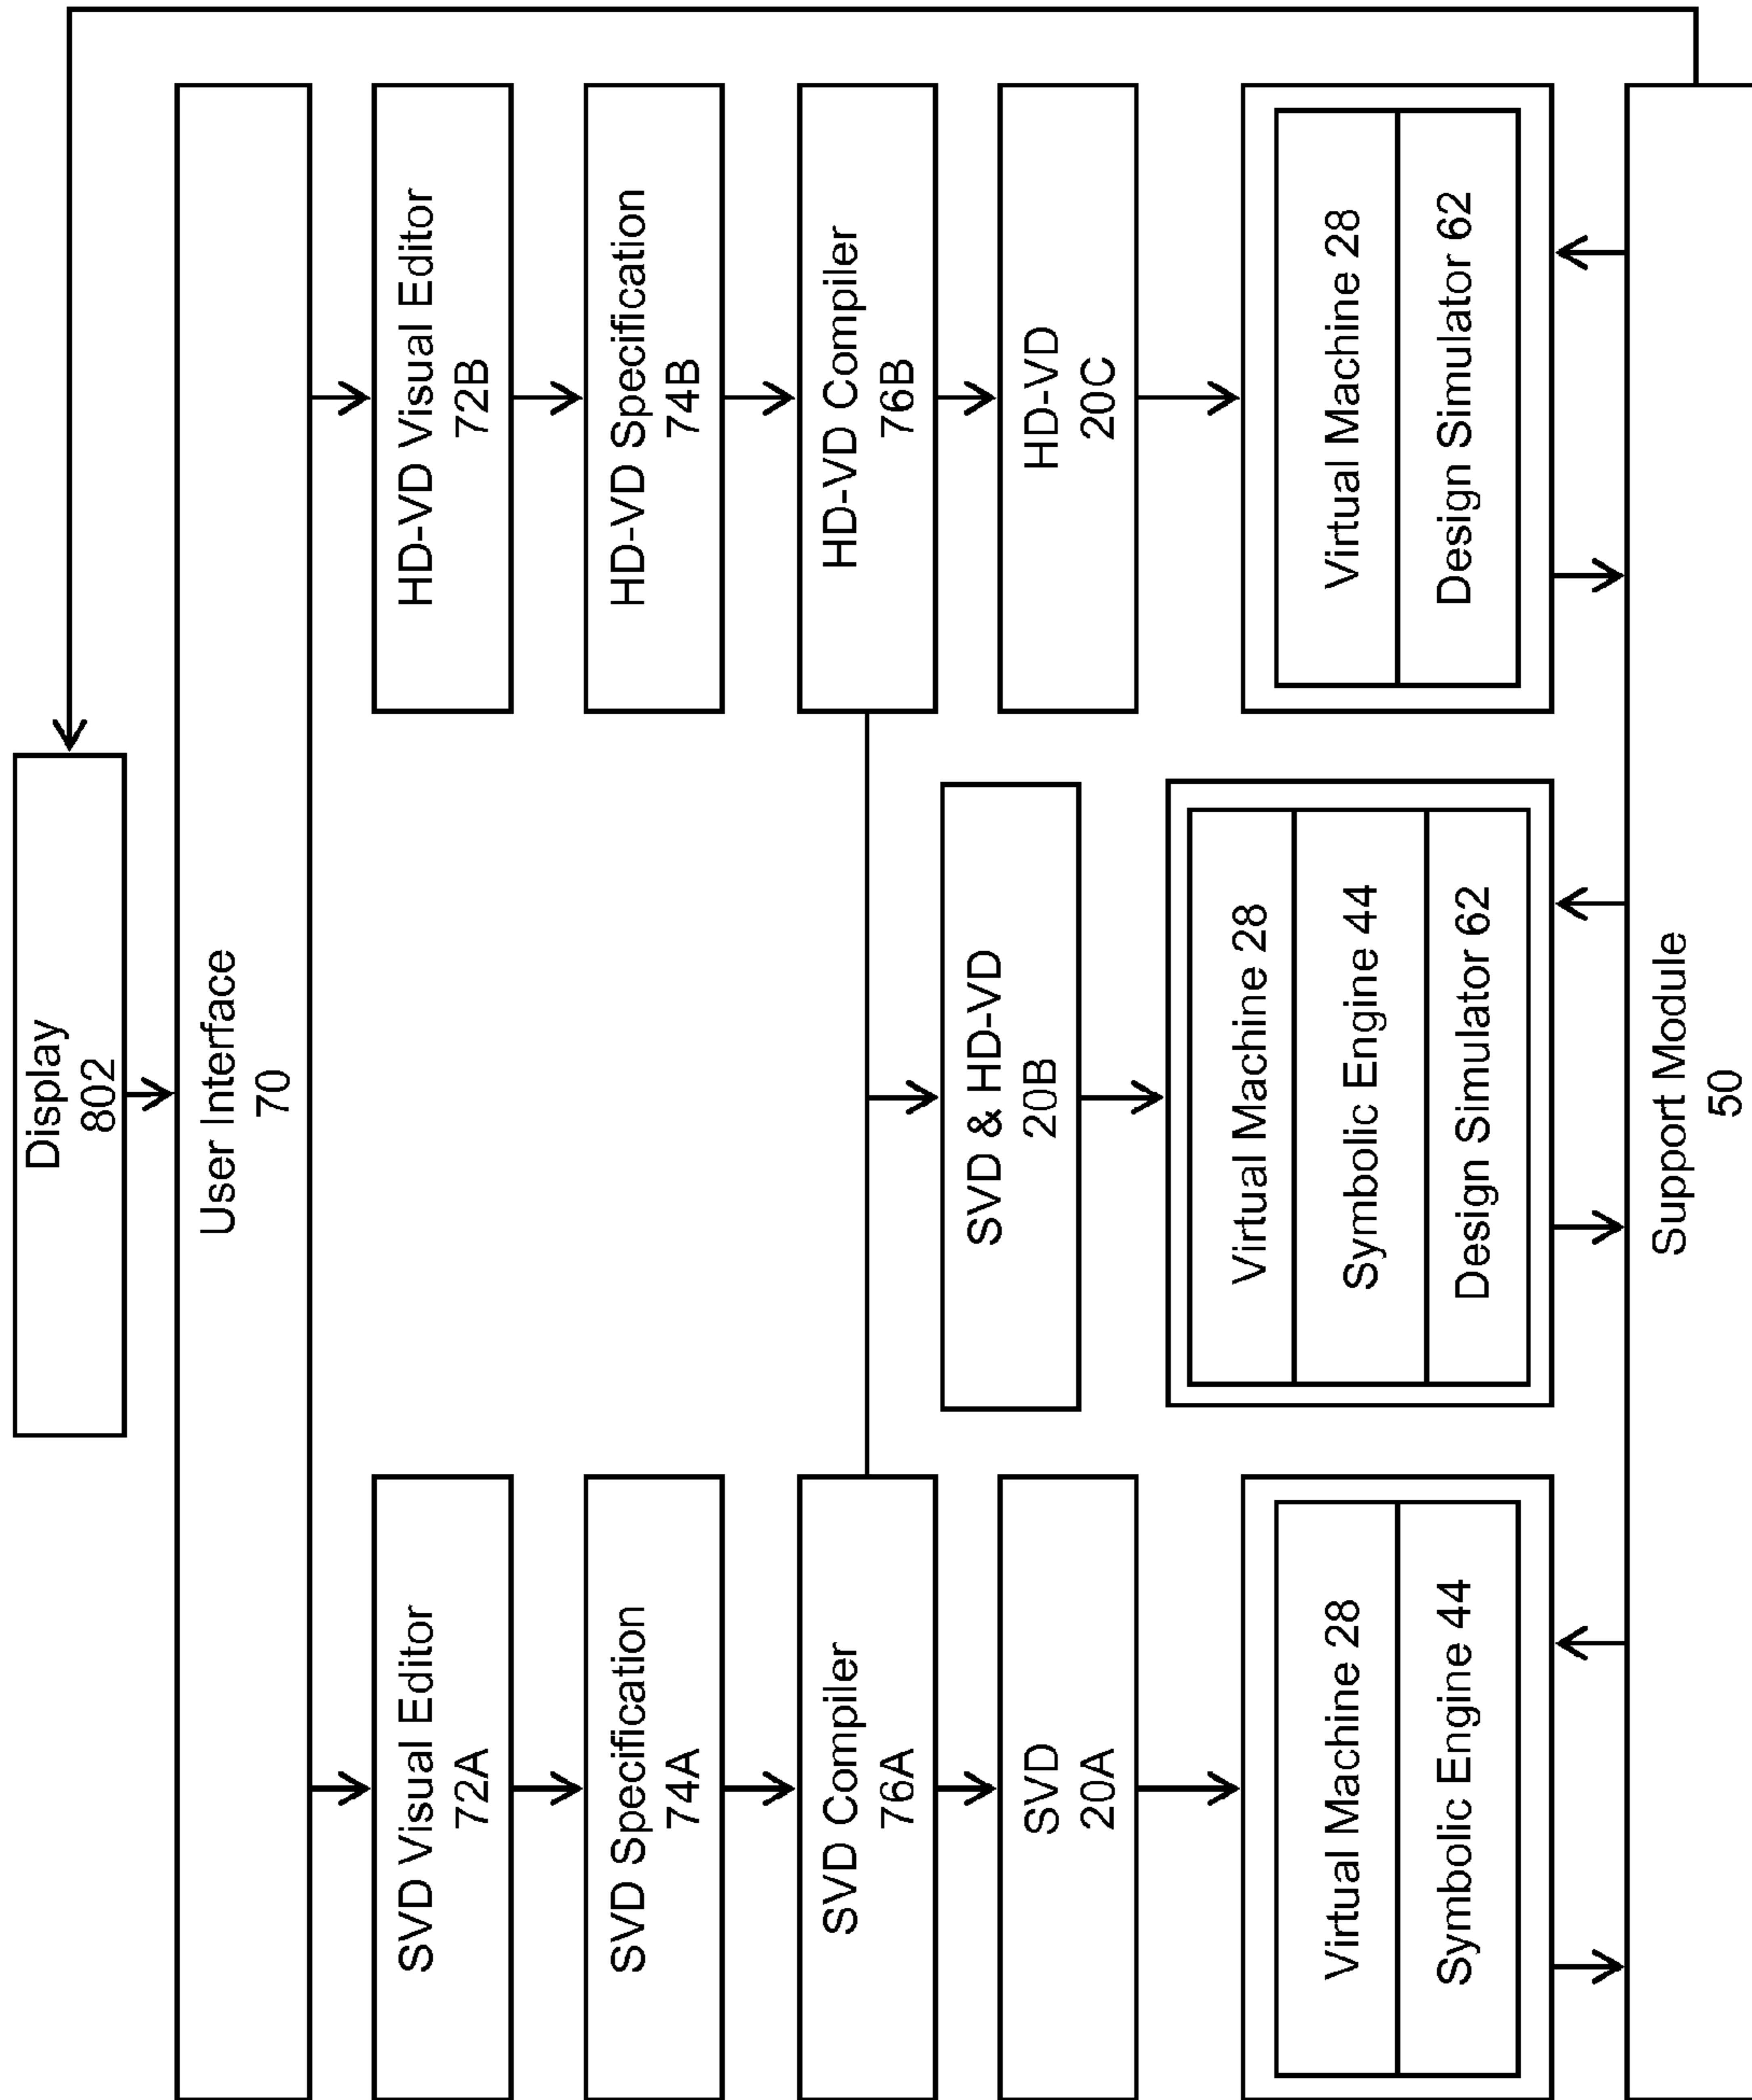 Display
802
User Interface
70
SVD Visual Editor
72A
HD-VD Visual Editor
72B
SVD Specification
74A
HD-VD Specification
74B
SVD Compiler
76A
HD-VD Compiler
76B
SVD
20A
SVD & HD-VD
20B
HD-VD
20C
Virtual Machine 28
Symbolic Engine 44
Virtual Machine 28
Symbolic Engine 44
Design Simulator 62
Virtual Machine 28
Design Simulator 62
Support Module
50